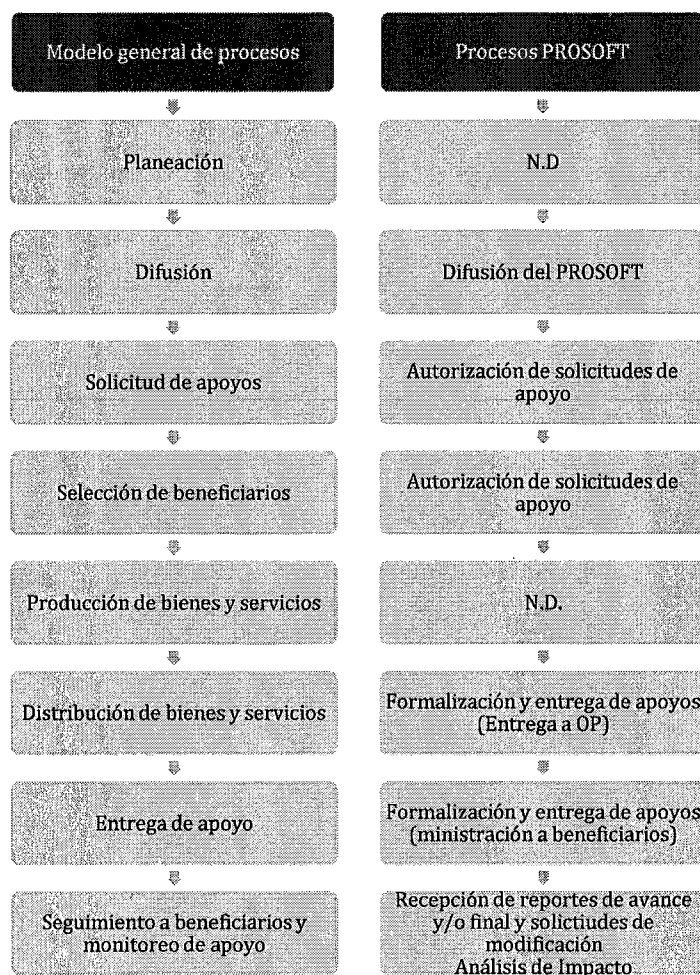 Modelo general de procesos
Procesos PROSOFT
Planeación
N.D
Difusión
Difusión del PROSOFT
Solicitud de apoyos
Autorización de solicitudes de
apoyo
Selección de beneficiarios
Autorización de solicitudes de
apoyo
Producción de bienes y servicios
N.D.
Distribución de bienes y servicios
Formalización y entrega de apoyos
(Entrega a OP)
Entrega de apoyo
Formalización y entrega de apoyos
(ministración a beneficiarios)
Seguimiento a beneficiarios y
monitoreo de apoyo
Recepción de reportes de avance
y/o final y solictiudes de
modificación
Análisis de Impacto